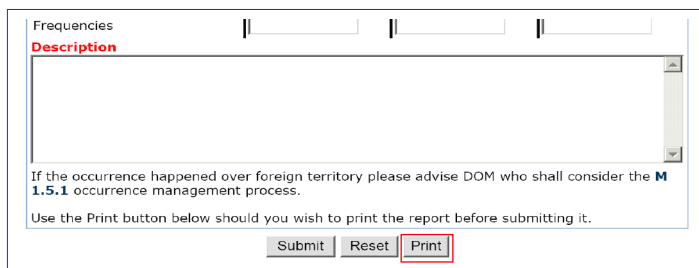 Frequencies
Description
If the occurrence happened over foreign territory please advise DOM who shall consider the M
1.5.1 occurrence management process.
Use the Print button below should you wish to print the report before submitting it.
Submit Reset Print